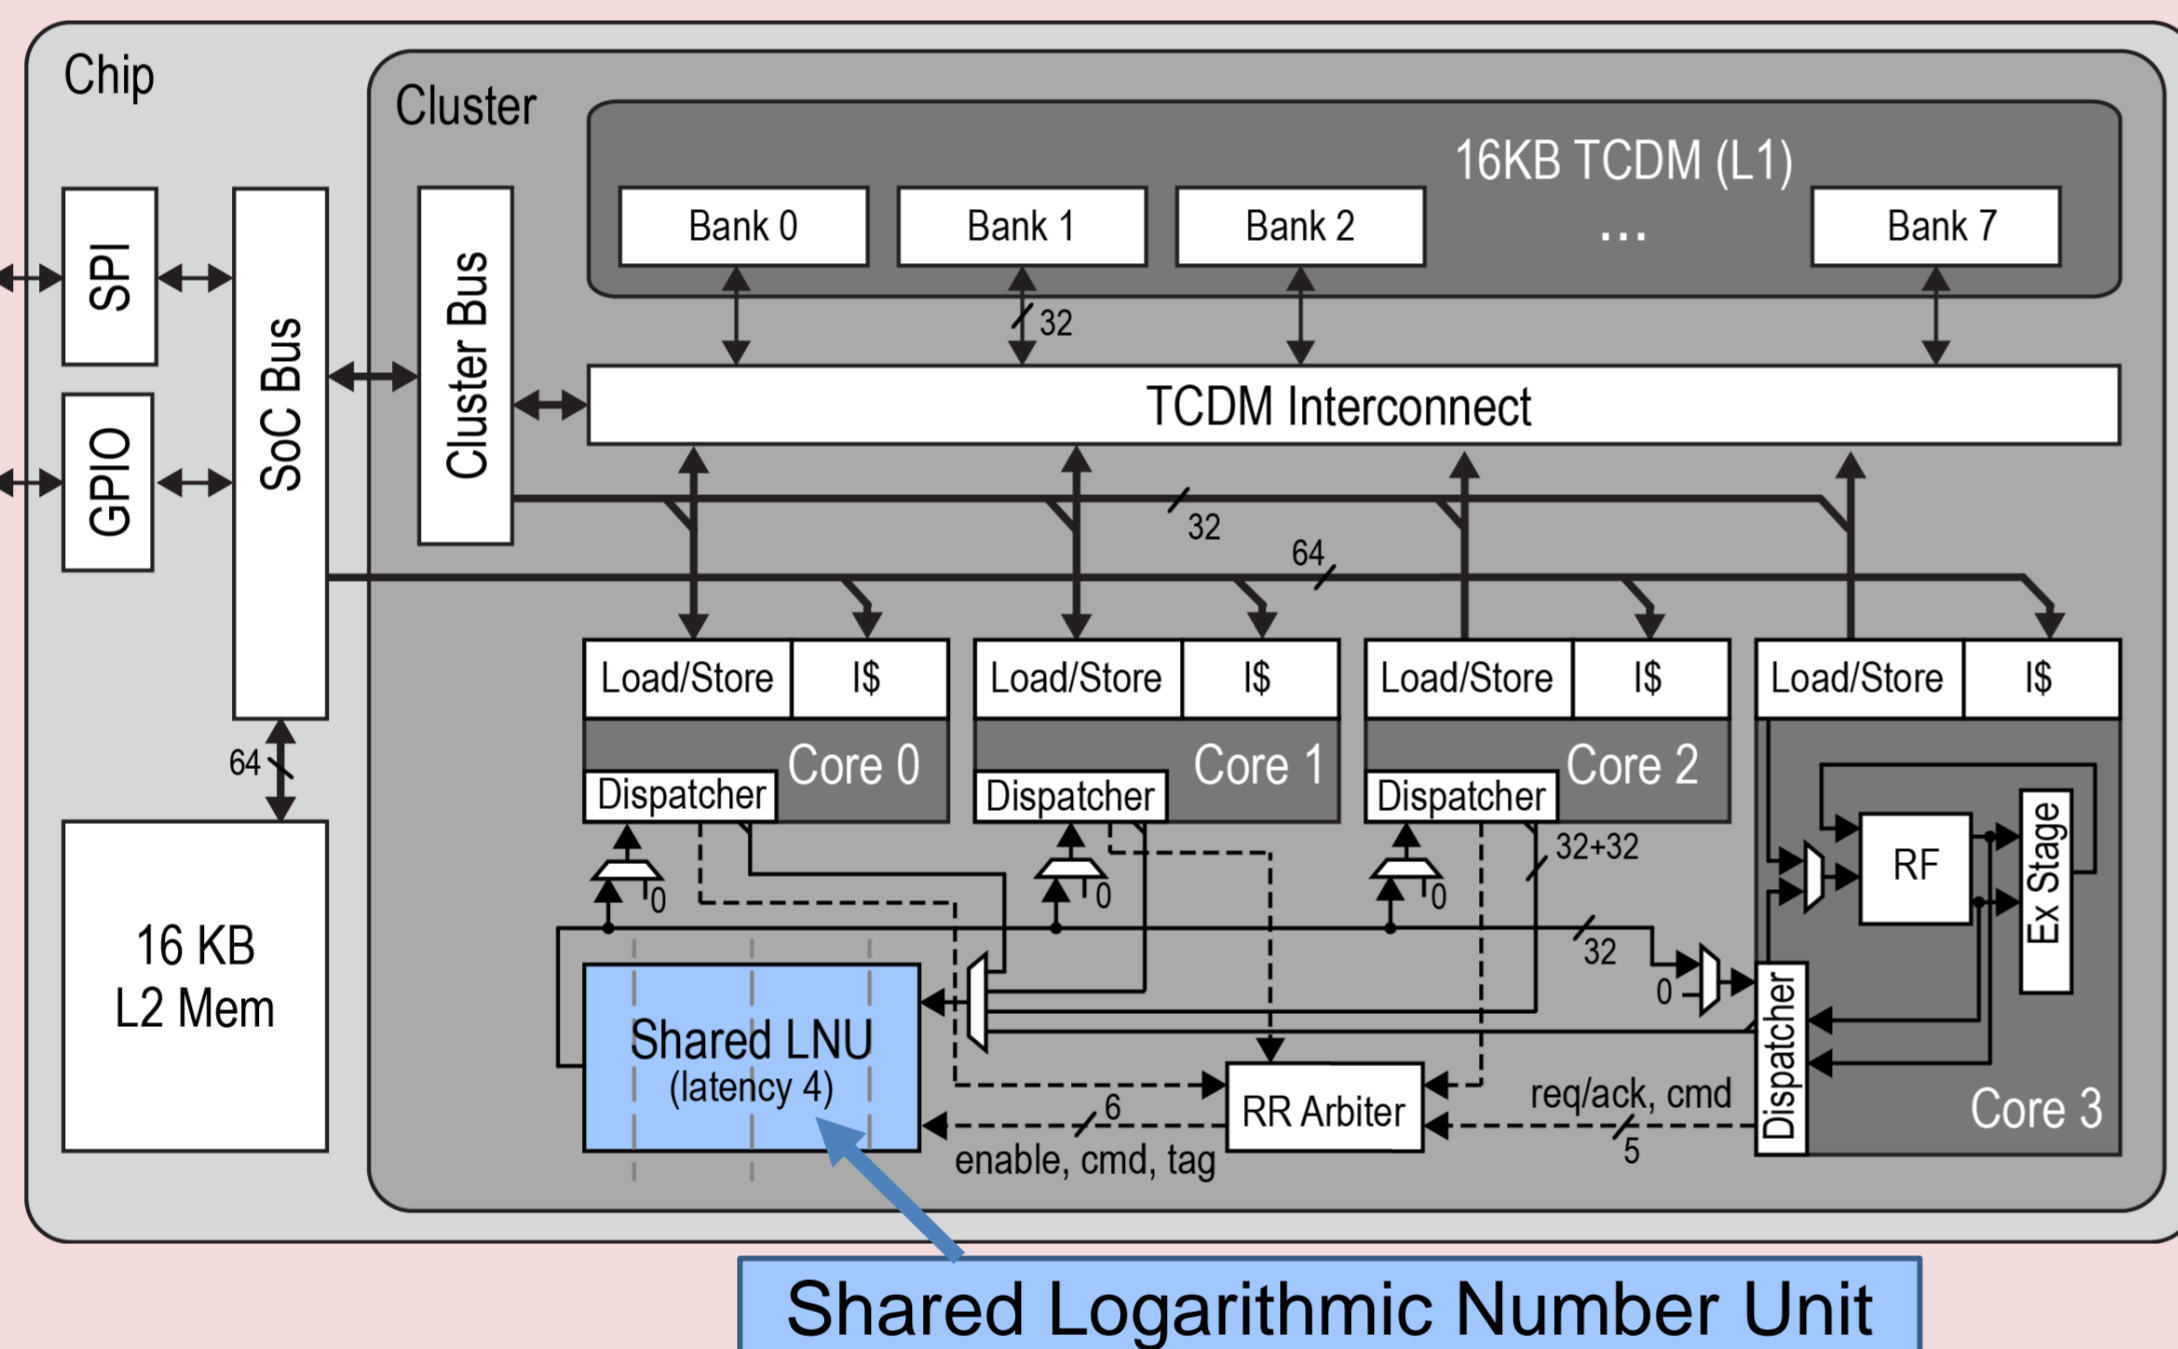 Chip
Cluster
16KB TCDM (L1)
Bank 0
Bank 1
Bank 2
...
Bank 7
32
SPI
GPIO
SoC Bus
Cluster Bus
TCDM Interconnect
32
64
Load/Store
I$
Load/Store
I$
Load/Store
I$
Load/Store
I$
Core 0
Core 1
Core 2
Dispatcher
Dispatcher
Dispatcher
64
32+32
0
0
0
RF
Ex Stage
16 KB
L2 Mem
32
0
Dispatcher
Shared LNU
(latency 4)
6
RR Arbiter
req/ack, cmd
5
Core 3
enable, cmd, tag
Shared Logarithmic Number Unit